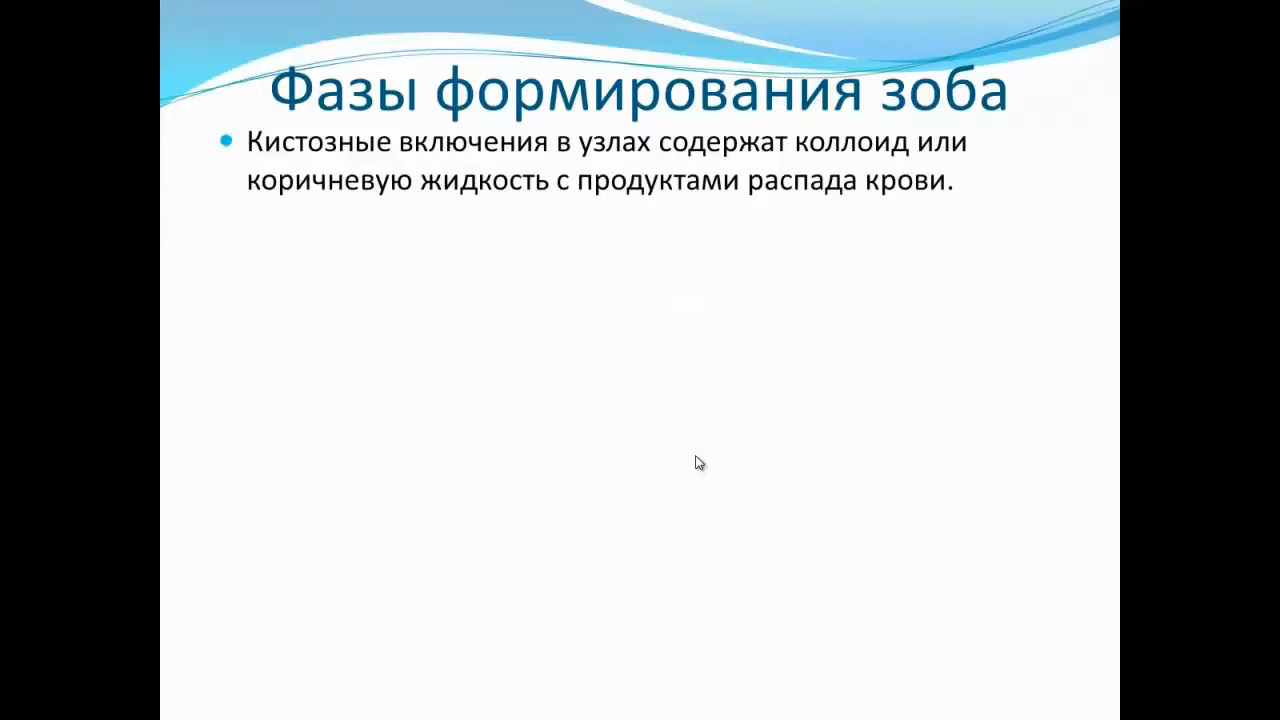 Фазы формирования зоба
Кистозные включения в узлах содержат коллоид или
коричневую жидкость с продуктами распада крови.